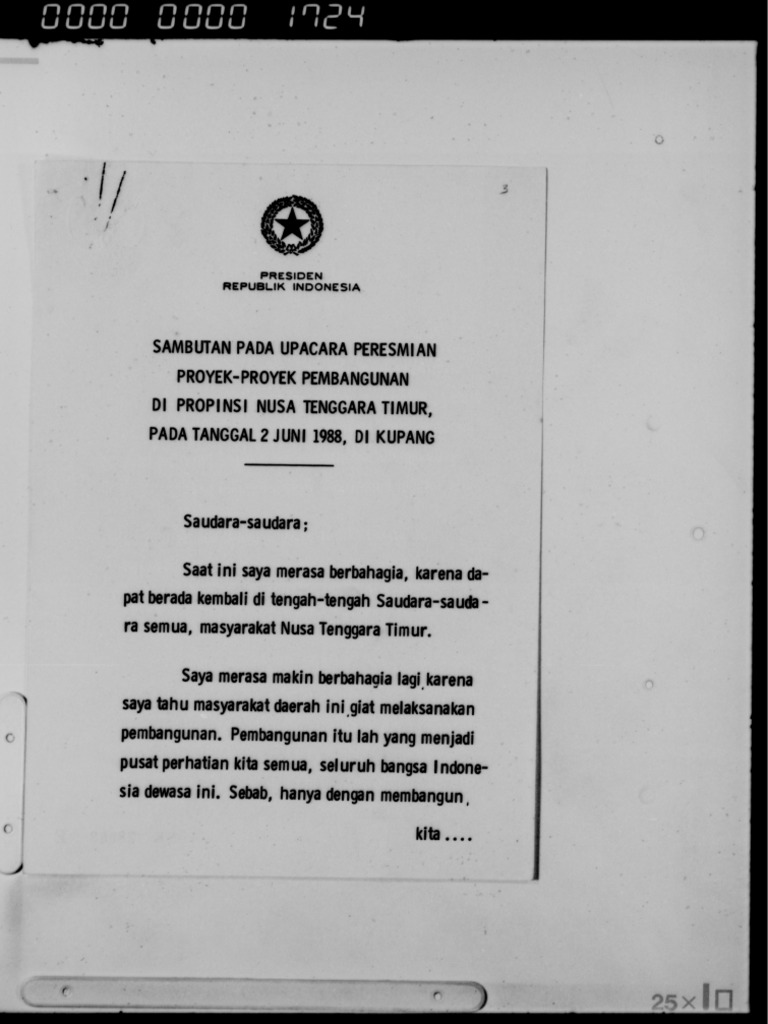 0000 0000 1724
3
PRESIDEN
REPUBLIK INDONESIA
SAMBUTAN PADA UPACARA PERESMIAN
PROYEK-PROYEK PEMBANGUNAN
DI PROPINSI NUSA TENGGARA TIMUR,
PADA TANGGAL 2 JUNI 1988, DI KUPANG
Saudara-saudara;
Saat ini saya merasa berbahagia, karena da-
pat berada kembali di tengah-tengah Saudara-sauda-
ra semua, masyarakat Nusa Tenggara Timur.
Saya merasa makin berbahagia lagi, karena
saya tahu masyarakat daerah ini, giat melaksanakan
pembangunan. Pembangunan itu lah yang menjadi
pusat perhatian kita semua, seluruh bangsa Indone-
sia dewasa ini. Sebab, hanya dengan membangun,
kita ....
25×